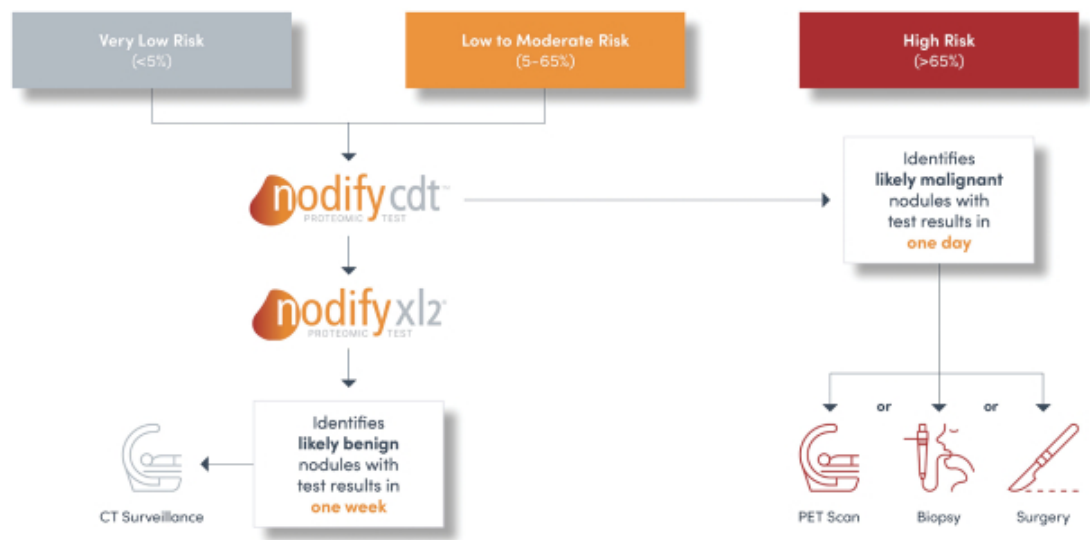 Very Low Risk
(<5%)
Low to Moderate Risk
(5–65%)
High Risk
(>65%)
nodify cdt™
PROTEOMIC TEST
Identifies
likely malignant
nodules with
test results in
one day
nodify xl2®
PROTEOMIC TEST
Identifies
likely benign
nodules with
test results in
one week
CT Surveillance
or
or
PET Scan
Biopsy
Surgery